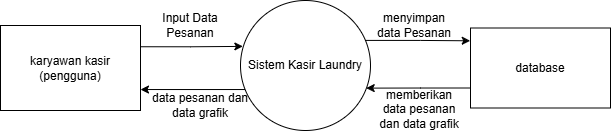 Input Data
Pesanan
menyimpan
data Pesanan
karyawan kasir
(pengguna)
Sistem Kasir Laundry
database
data pesanan dan
data grafik
memberikan
data pesanan
dan data grafik